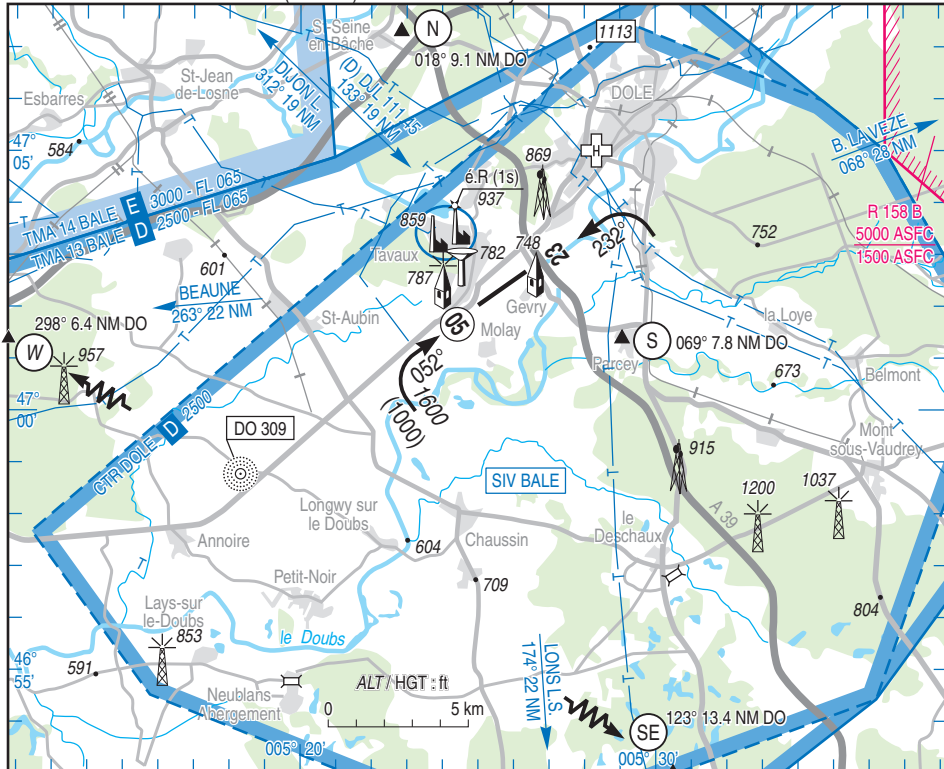 St-Seine
en-Bâche
N
018° 9.1 NM DO
1113
DIJON L.
312° 19 NM
(D) DJL 111.45
133° 19 NM
St-Jean
de-Losne
Esbarres
584
47°
05'
DOLE
H
B. LA VEZE
068° 28 NM
869
é.R (1s)
937
859
TMA 14 BALE E 3000 - FL 065
TMA 13 BALE D 2500 - FL 065
R 158 B
5000 ASFC
1500 ASFC
232°
23
752
Tavaux
782
748
787
601
BEAUNE
263° 22 NM
St-Aubin
05
Gevry
Molay
la Loye
298° 6.4 NM DO
W
957
S
069° 7.8 NM DO
Parcey
673
Belmont
052°
1600
(1000)
47°
00'
CTR DOLE D 2500
DO 309
915
Mont
sous-Vaudrey
SIV BALE
1200
1037
A 39
Longwy sur
le Doubs
le
Deschaux
Annoire
604
Chaussin
Petit-Noir
709
Lays-sur
le-Doubs
853
804
le Doubs
591
46°
55'
LONS L.S
174° 22 NM
ALT / HGT : ft
Neublans
Abergement
0
5 km
123° 13.4 NM DO
SE
005° 20'
005° 30'